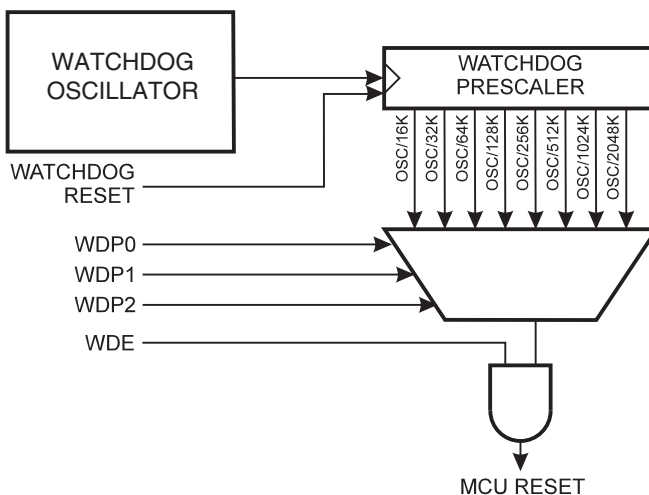 WATCHDOG
OSCILLATOR
WATCHDOG
PRESCALER
WATCHDOG
RESET
OSC/16K
OSC/32K
OSC/64K
OSC/128K
OSC/256K
OSC/512K
OSC/1024K
OSC/2048K
WDP0
WDP1
WDP2
WDE
MCU RESET